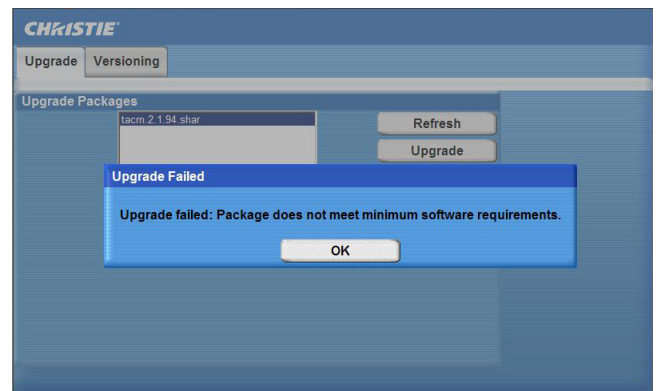 CHRISTIE
Upgrade Versioning
Upgrade Packages
tacm.2.1.94.shar
Refresh
Upgrade
Upgrade Failed
Upgrade failed: Package does not meet minimum software requirements.
OK